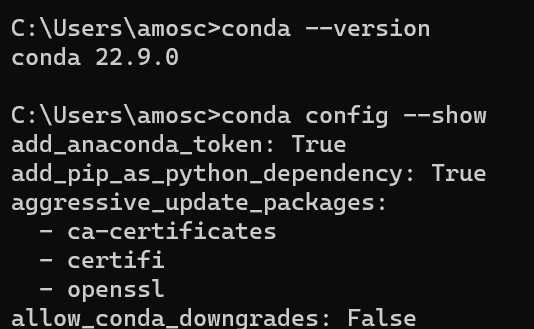 C:\Users\amosc>conda --version
conda 22.9.0
C:\Users\amosc>conda config --show
add_anaconda_token: True
add_pip_as_python_dependency: True
aggressive_update_packages:
  - ca-certificates
  - certifi
  - openssl
allow_conda_downgrades: False